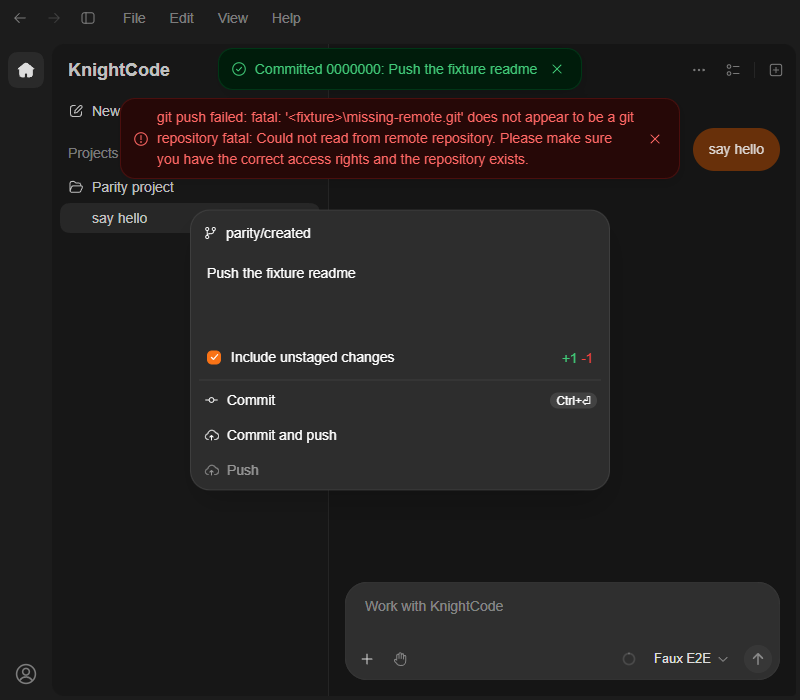 File Edit View Help
KnightCode
Committed 0000000: Push the fixture readme
New
git push failed: fatal: '<fixture>\missing-remote.git' does not appear to be a git
repository fatal: Could not read from remote repository. Please make sure
you have the correct access rights and the repository exists.
say hello
Projects
Parity project
say hello
parity/created
Push the fixture readme
Include unstaged changes +1 -1
Commit Ctrl+⏎
Commit and push
Push
Work with KnightCode
Faux E2E